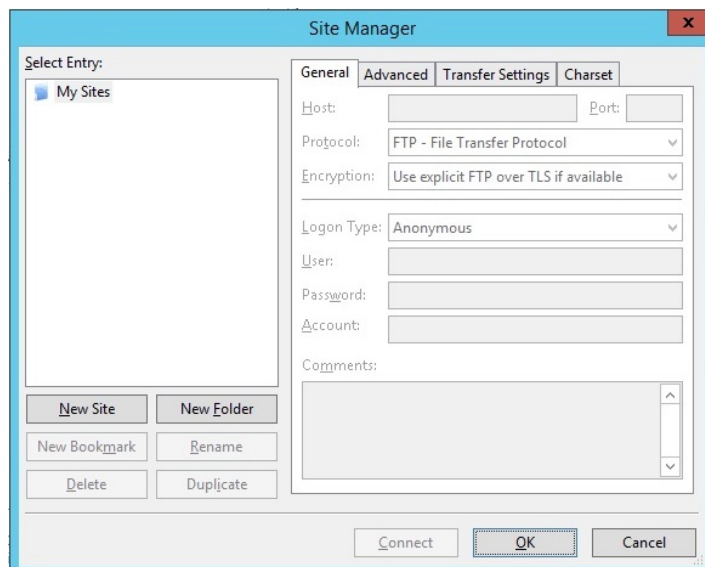 Site Manager
x
Select Entry:
My Sites
New Site
New Folder
New Bookmark
Rename
Delete
Duplicate
General
Advanced
Transfer Settings
Charset
Host:
Port:
Protocol:
FTP - File Transfer Protocol
Encryption:
Use explicit FTP over TLS if available
Logon Type:
Anonymous
User:
Password:
Account:
Comments:
Connect
OK
Cancel